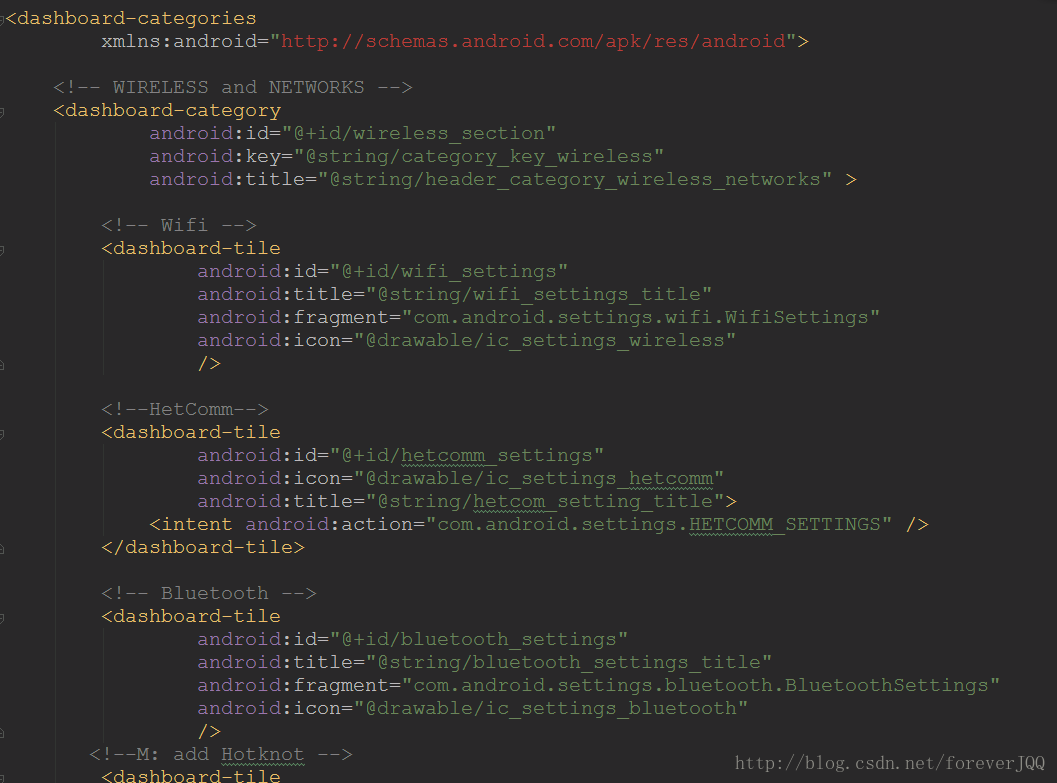 <dashboard-categories
xmlns:android="http://schemas.android.com/apk/res/android">
<!-- WIRELESS and NETWORKS -->
<dashboard-category
android:id="@+id/wireless_section"
android:key="@string/category_key_wireless"
android:title="@string/header_category_wireless_networks" >
<!-- Wifi -->
<dashboard-tile
android:id="@+id/wifi_settings"
android:title="@string/wifi_settings_title"
android:fragment="com.android.settings.wifi.WifiSettings"
android:icon="@drawable/ic_settings_wireless"
/>
<!--HetComm-->
<dashboard-tile
android:id="@+id/hetcomm_settings"
android:icon="@drawable/ic_settings_hetcomm"
android:title="@string/hetcom_setting_title">
<intent android:action="com.android.settings.HETCOMM_SETTINGS" />
</dashboard-tile>
<!-- Bluetooth -->
<dashboard-tile
android:id="@+id/bluetooth_settings"
android:title="@string/bluetooth_settings_title"
android:fragment="com.android.settings.bluetooth.BluetoothSettings"
android:icon="@drawable/ic_settings_bluetooth"
/>
<!--M: add Hotknot -->
<dashboard-tile
http://blog.csdn.net/foreverJQQ